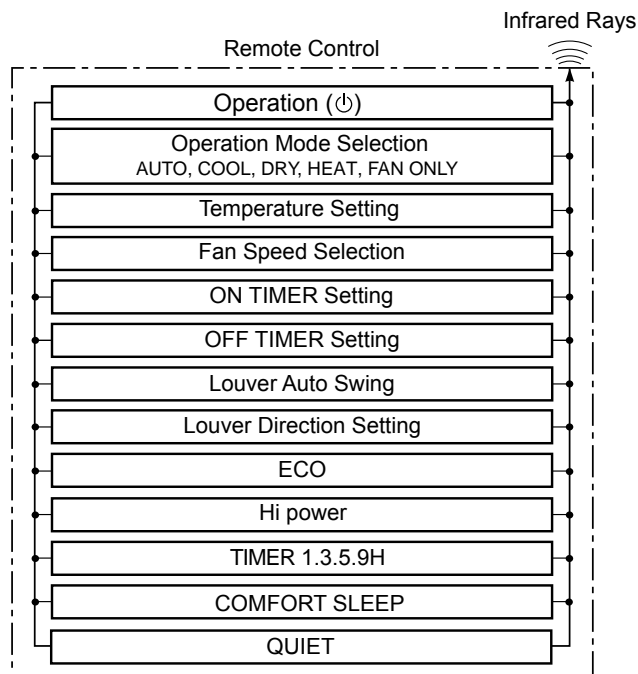 Infrared Rays
Remote Control
Operation (⏻)
Operation Mode Selection
AUTO, COOL, DRY, HEAT, FAN ONLY
Temperature Setting
Fan Speed Selection
ON TIMER Setting
OFF TIMER Setting
Louver Auto Swing
Louver Direction Setting
ECO
Hi power
TIMER 1.3.5.9H
COMFORT SLEEP
QUIET